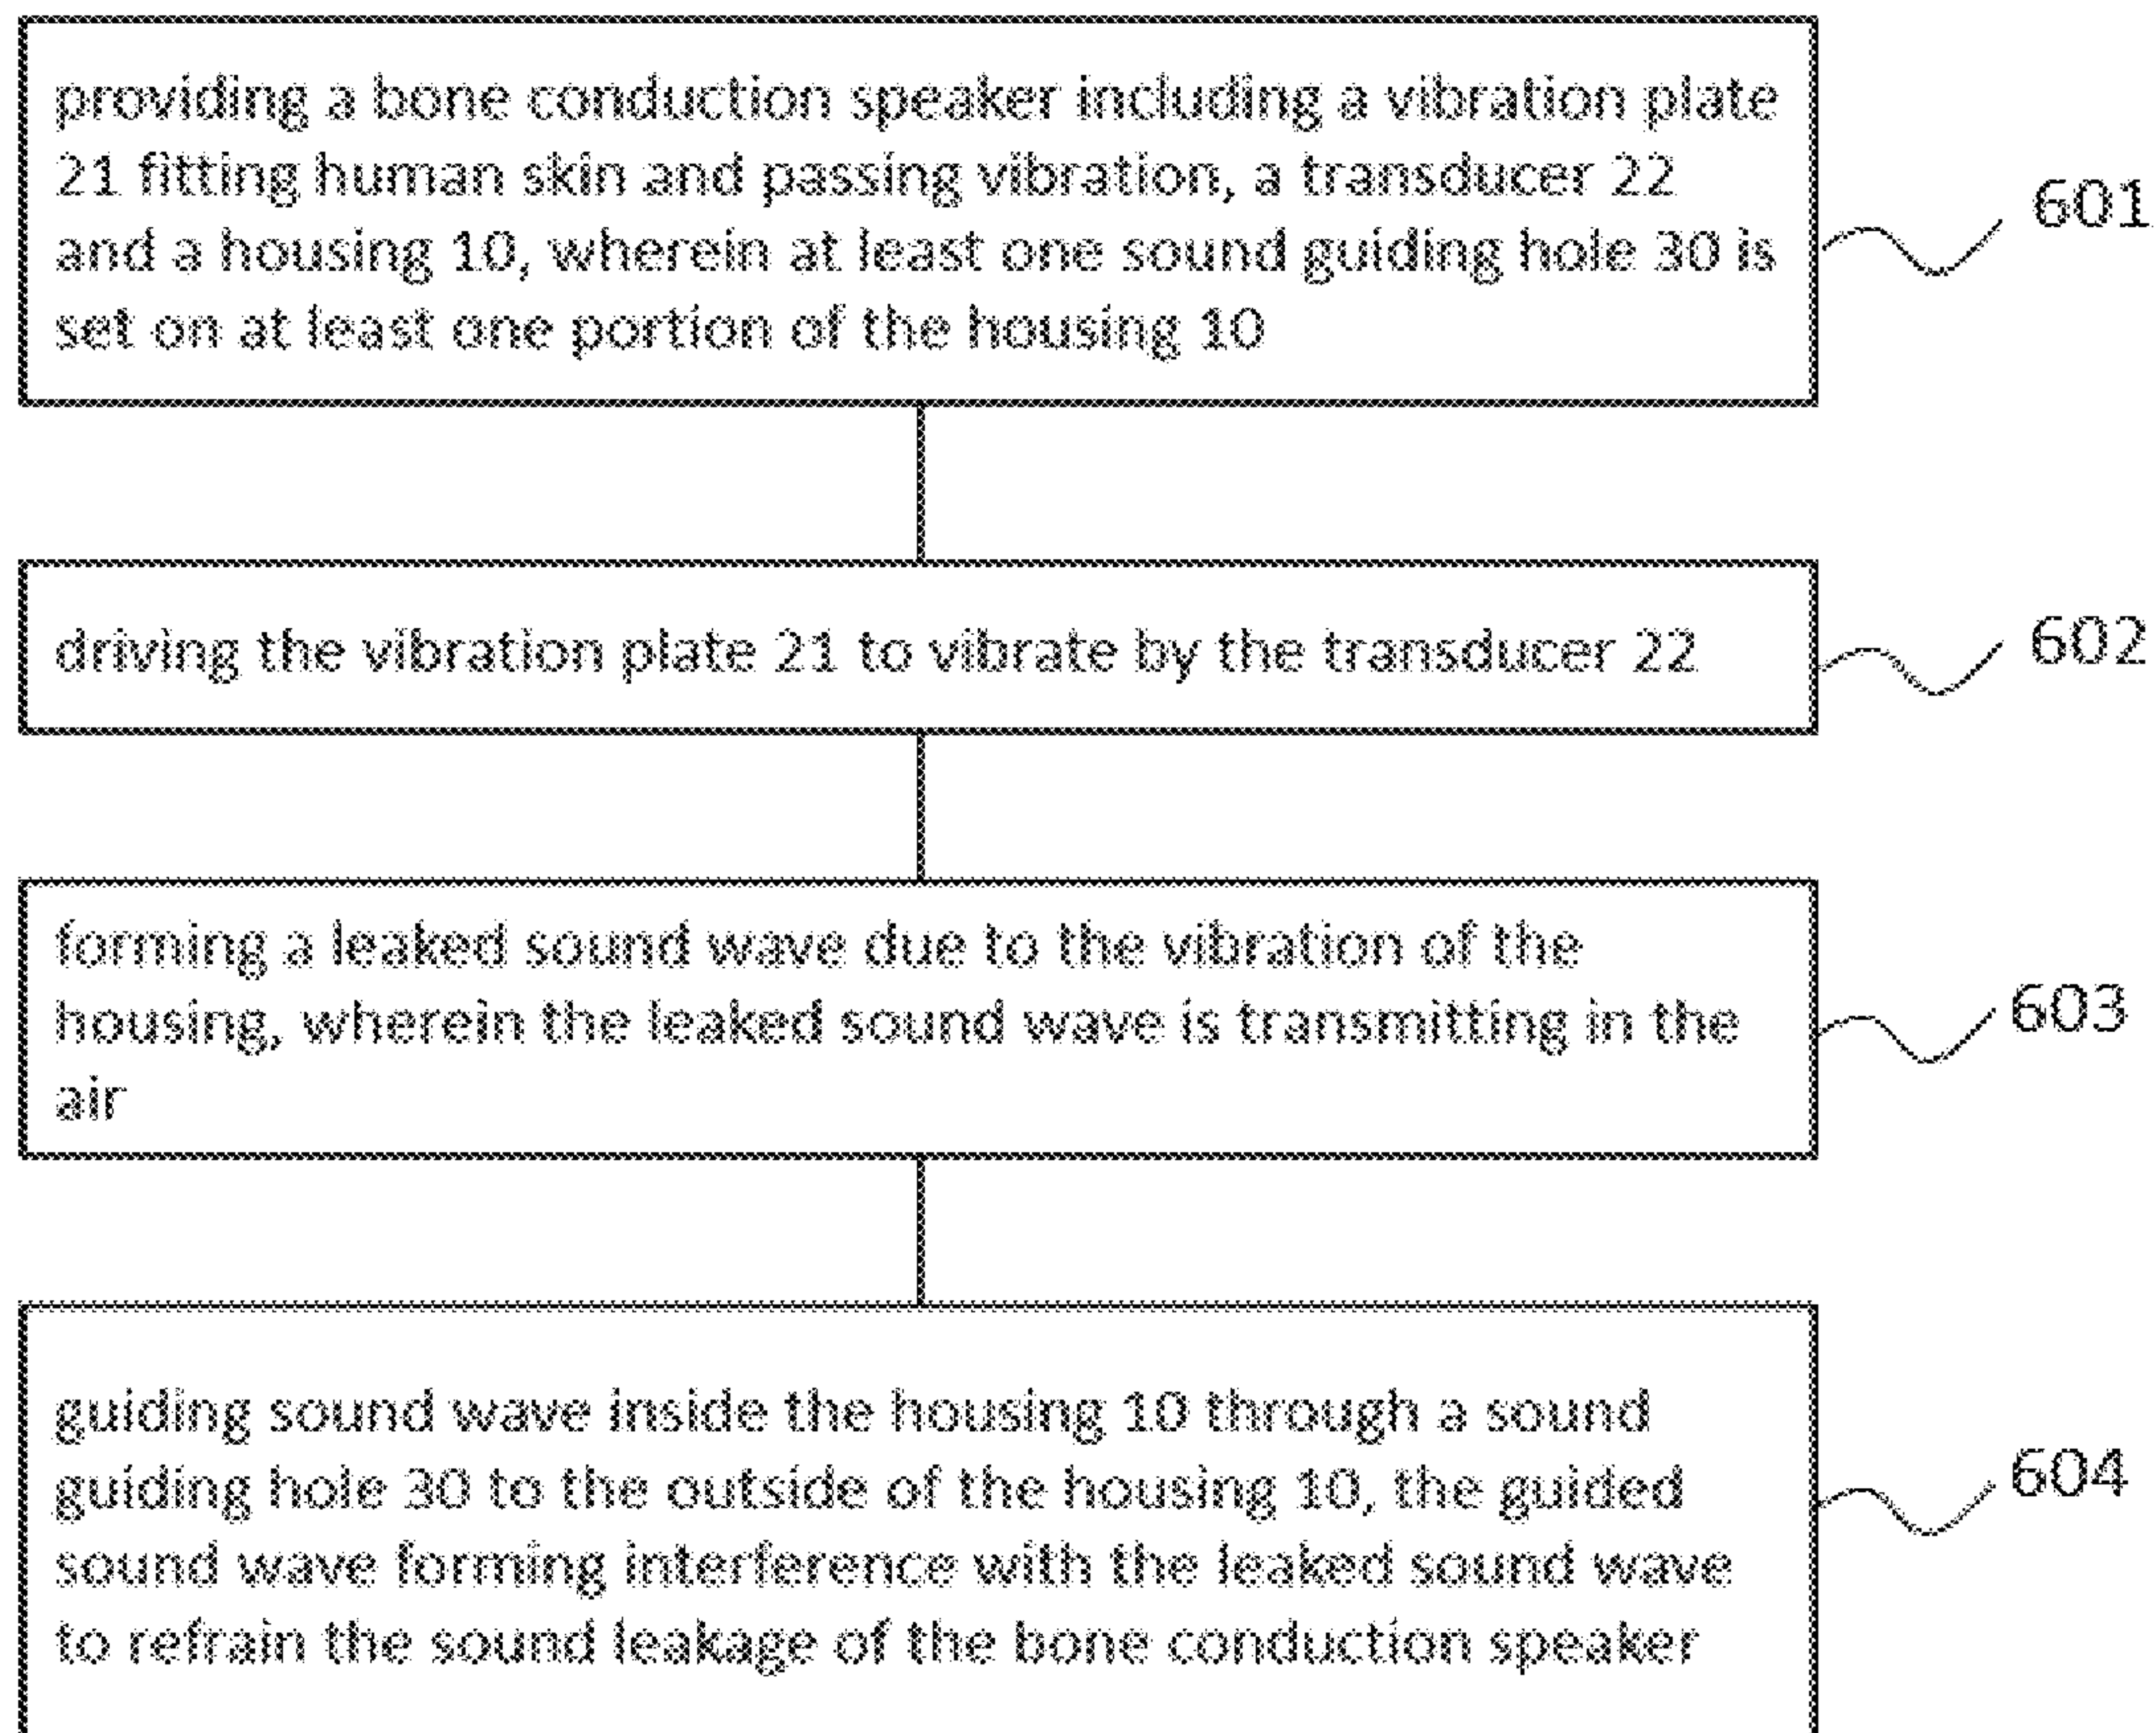 providing a bone conduction speaker including a vibration plate
21 fitting human skin and passing vibration, a transducer 22
and a housing 10, wherein at least one sound guiding hole 30 is
set on at least one portion of the housing 10
601
driving the vibration plate 21 to vibrate by the transducer 22
602
forming a leaked sound wave due to the vibration of the
housing, wherein the leaked sound wave is transmitting in the
air
603
guiding sound wave inside the housing 10 through a sound
guiding hole 30 to the outside of the housing 10, the guided
sound wave forming interference with the leaked sound wave
to refrain the sound leakage of the bone conduction speaker
604